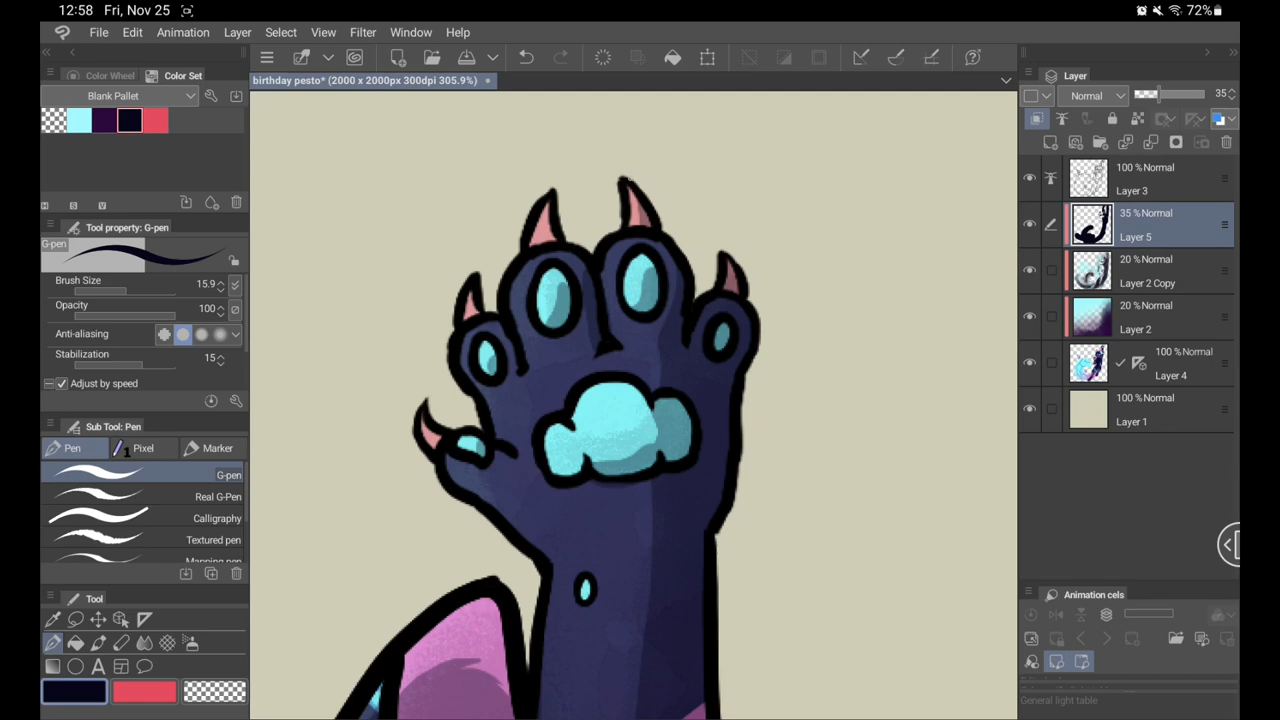 12:58 Fri, Nov 25
72%
File Edit Animation Layer Select View Filter Window Help
birthday pesto* (2000 x 2000px 300dpi 305.9%)
Color Wheel Color Set
Blank Pallet
H S V
Tool property: G-pen
G-pen
Brush Size 15.9
Opacity 100
Anti-aliasing
Stabilization 15
Adjust by speed
Sub Tool: Pen
Pen Pixel Marker
G-pen
Real G-Pen
Calligraphy
Textured pen
Mapping pen
Tool
Layer
Normal 35
100 % Normal
Layer 3
35 % Normal
Layer 5
20 % Normal
Layer 2 Copy
20 % Normal
Layer 2
100 % Normal
Layer 4
100 % Normal
Layer 1
Animation cels
General light table